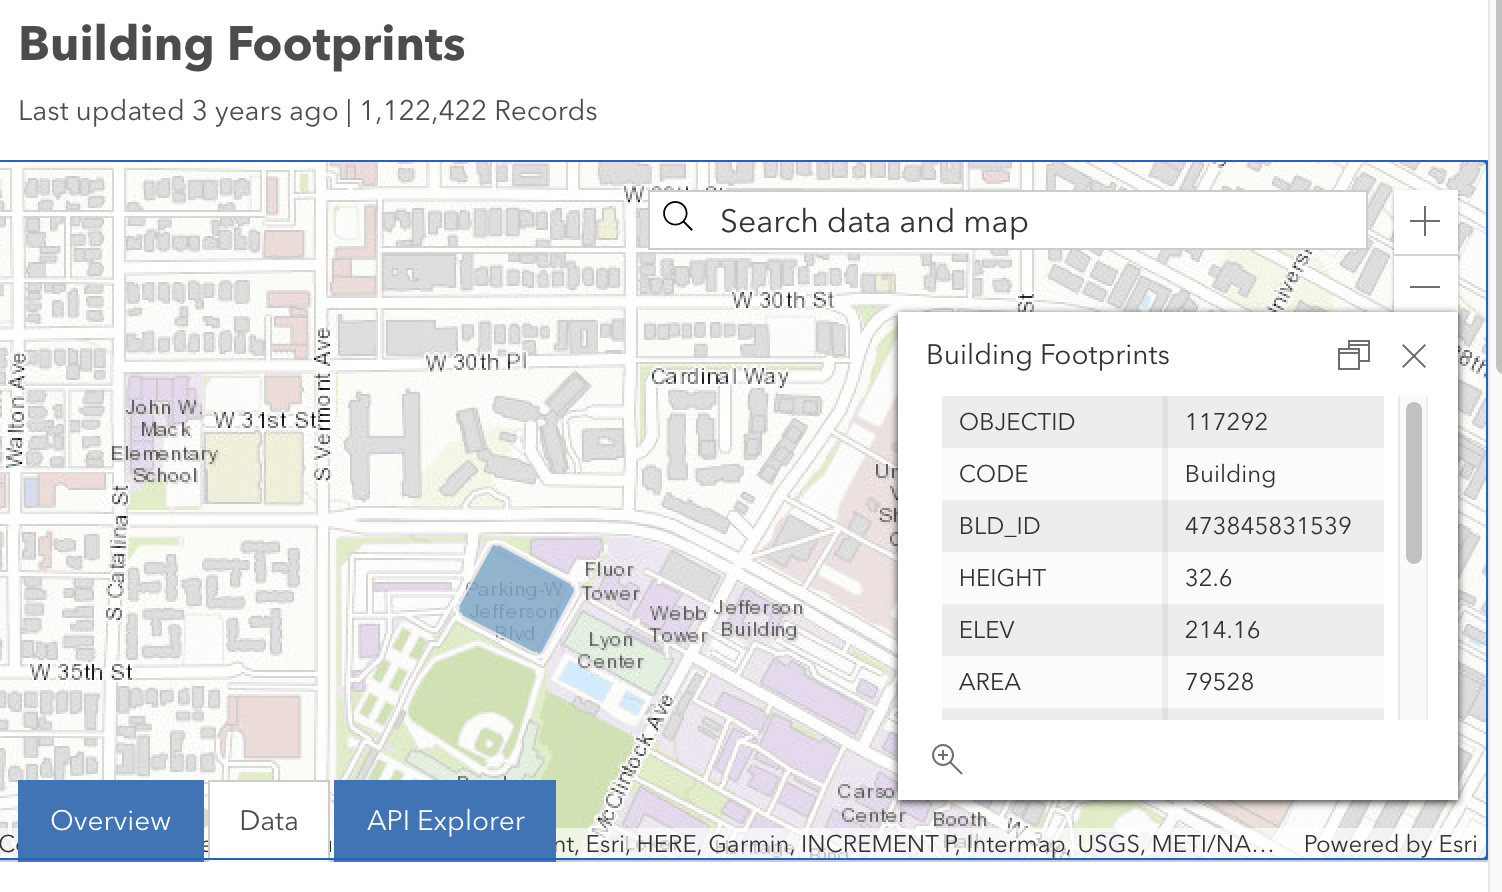 Building Footprints
Last updated 3 years ago | 1,122,422 Records
Search data and map
W 30th St
W 30th Pl
Cardinal Way
Walton Ave
John W.
Mack
Elementary
School
W 31st St
S Vermont Ave
S Catalina St
St
Building Footprints
OBJECTID 117292
CODE Building
BLD_ID 473845831539
HEIGHT 32.6
ELEV 214.16
AREA 79528
Parking-W
Jefferson
Blvd
Fluor
Tower
Webb
Tower
Jefferson
Building
Lyon
Center
W 35th St
McClintock Ave
Carso
Center
Booth
Overview
Data
API Explorer
nt, Esri, HERE, Garmin, INCREMENT P, Intermap, USGS, METI/NA...
Powered by Esri